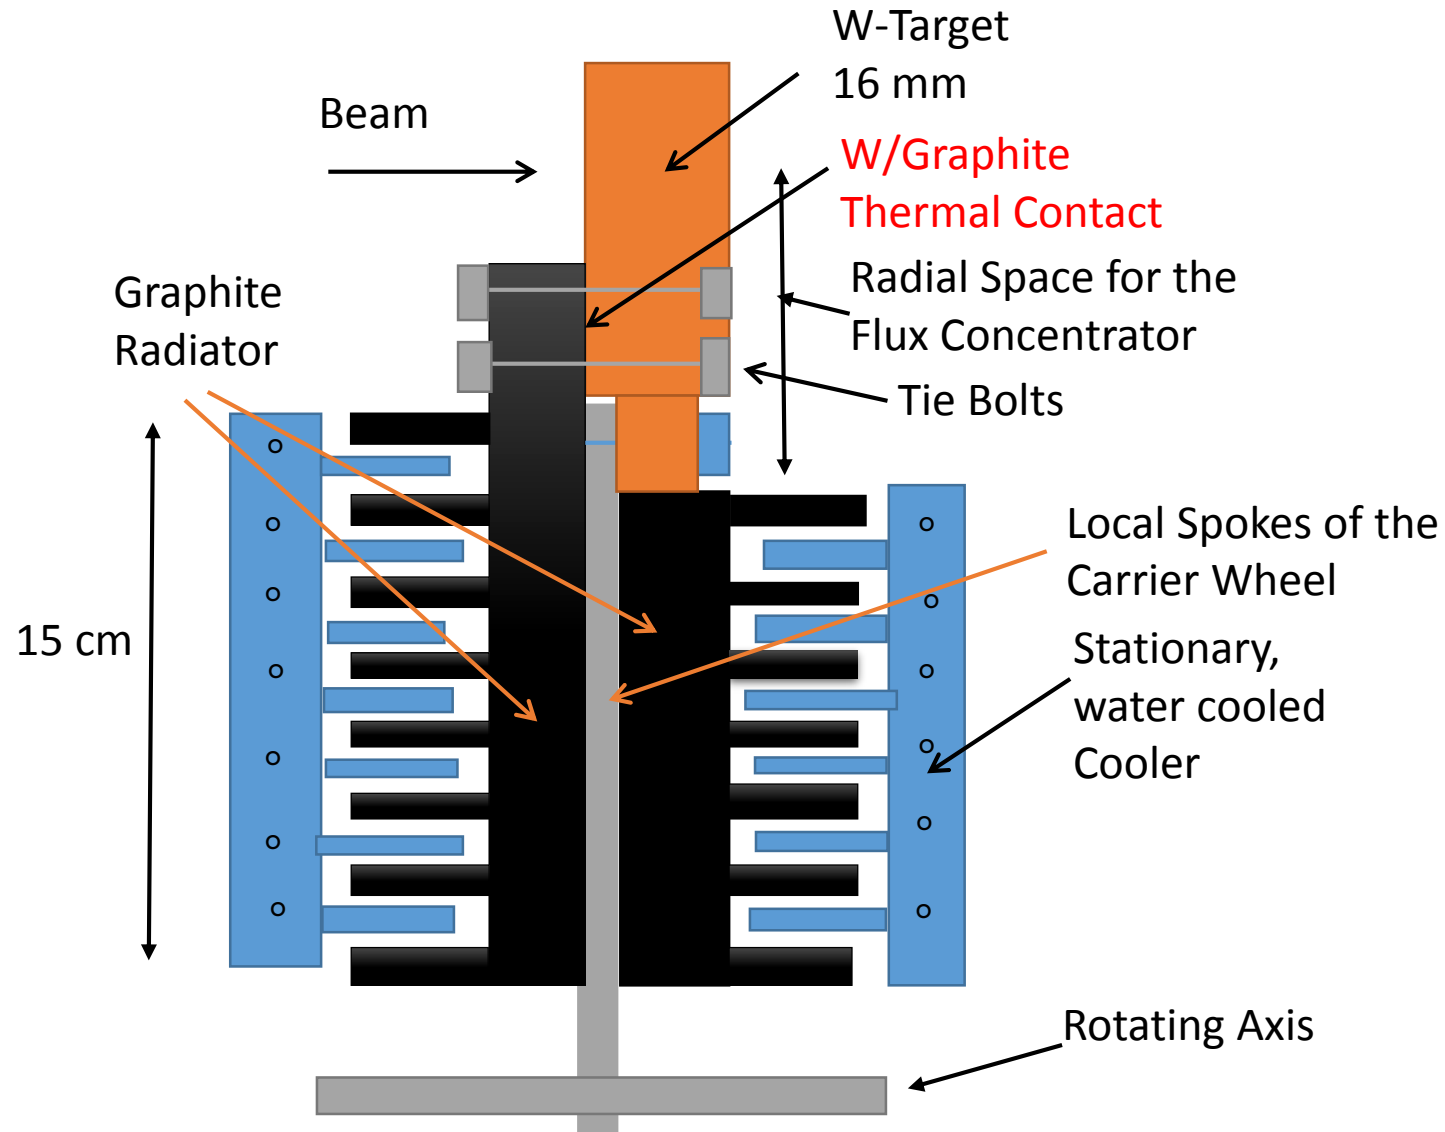 W-Target
16 mm
Beam
W/Graphite
Thermal Contact
Graphite
Radiator
Radial Space for the
Flux Concentrator
Tie Bolts
Local Spokes of the
Carrier Wheel
15 cm
Stationary,
water cooled
Cooler
Rotating Axis